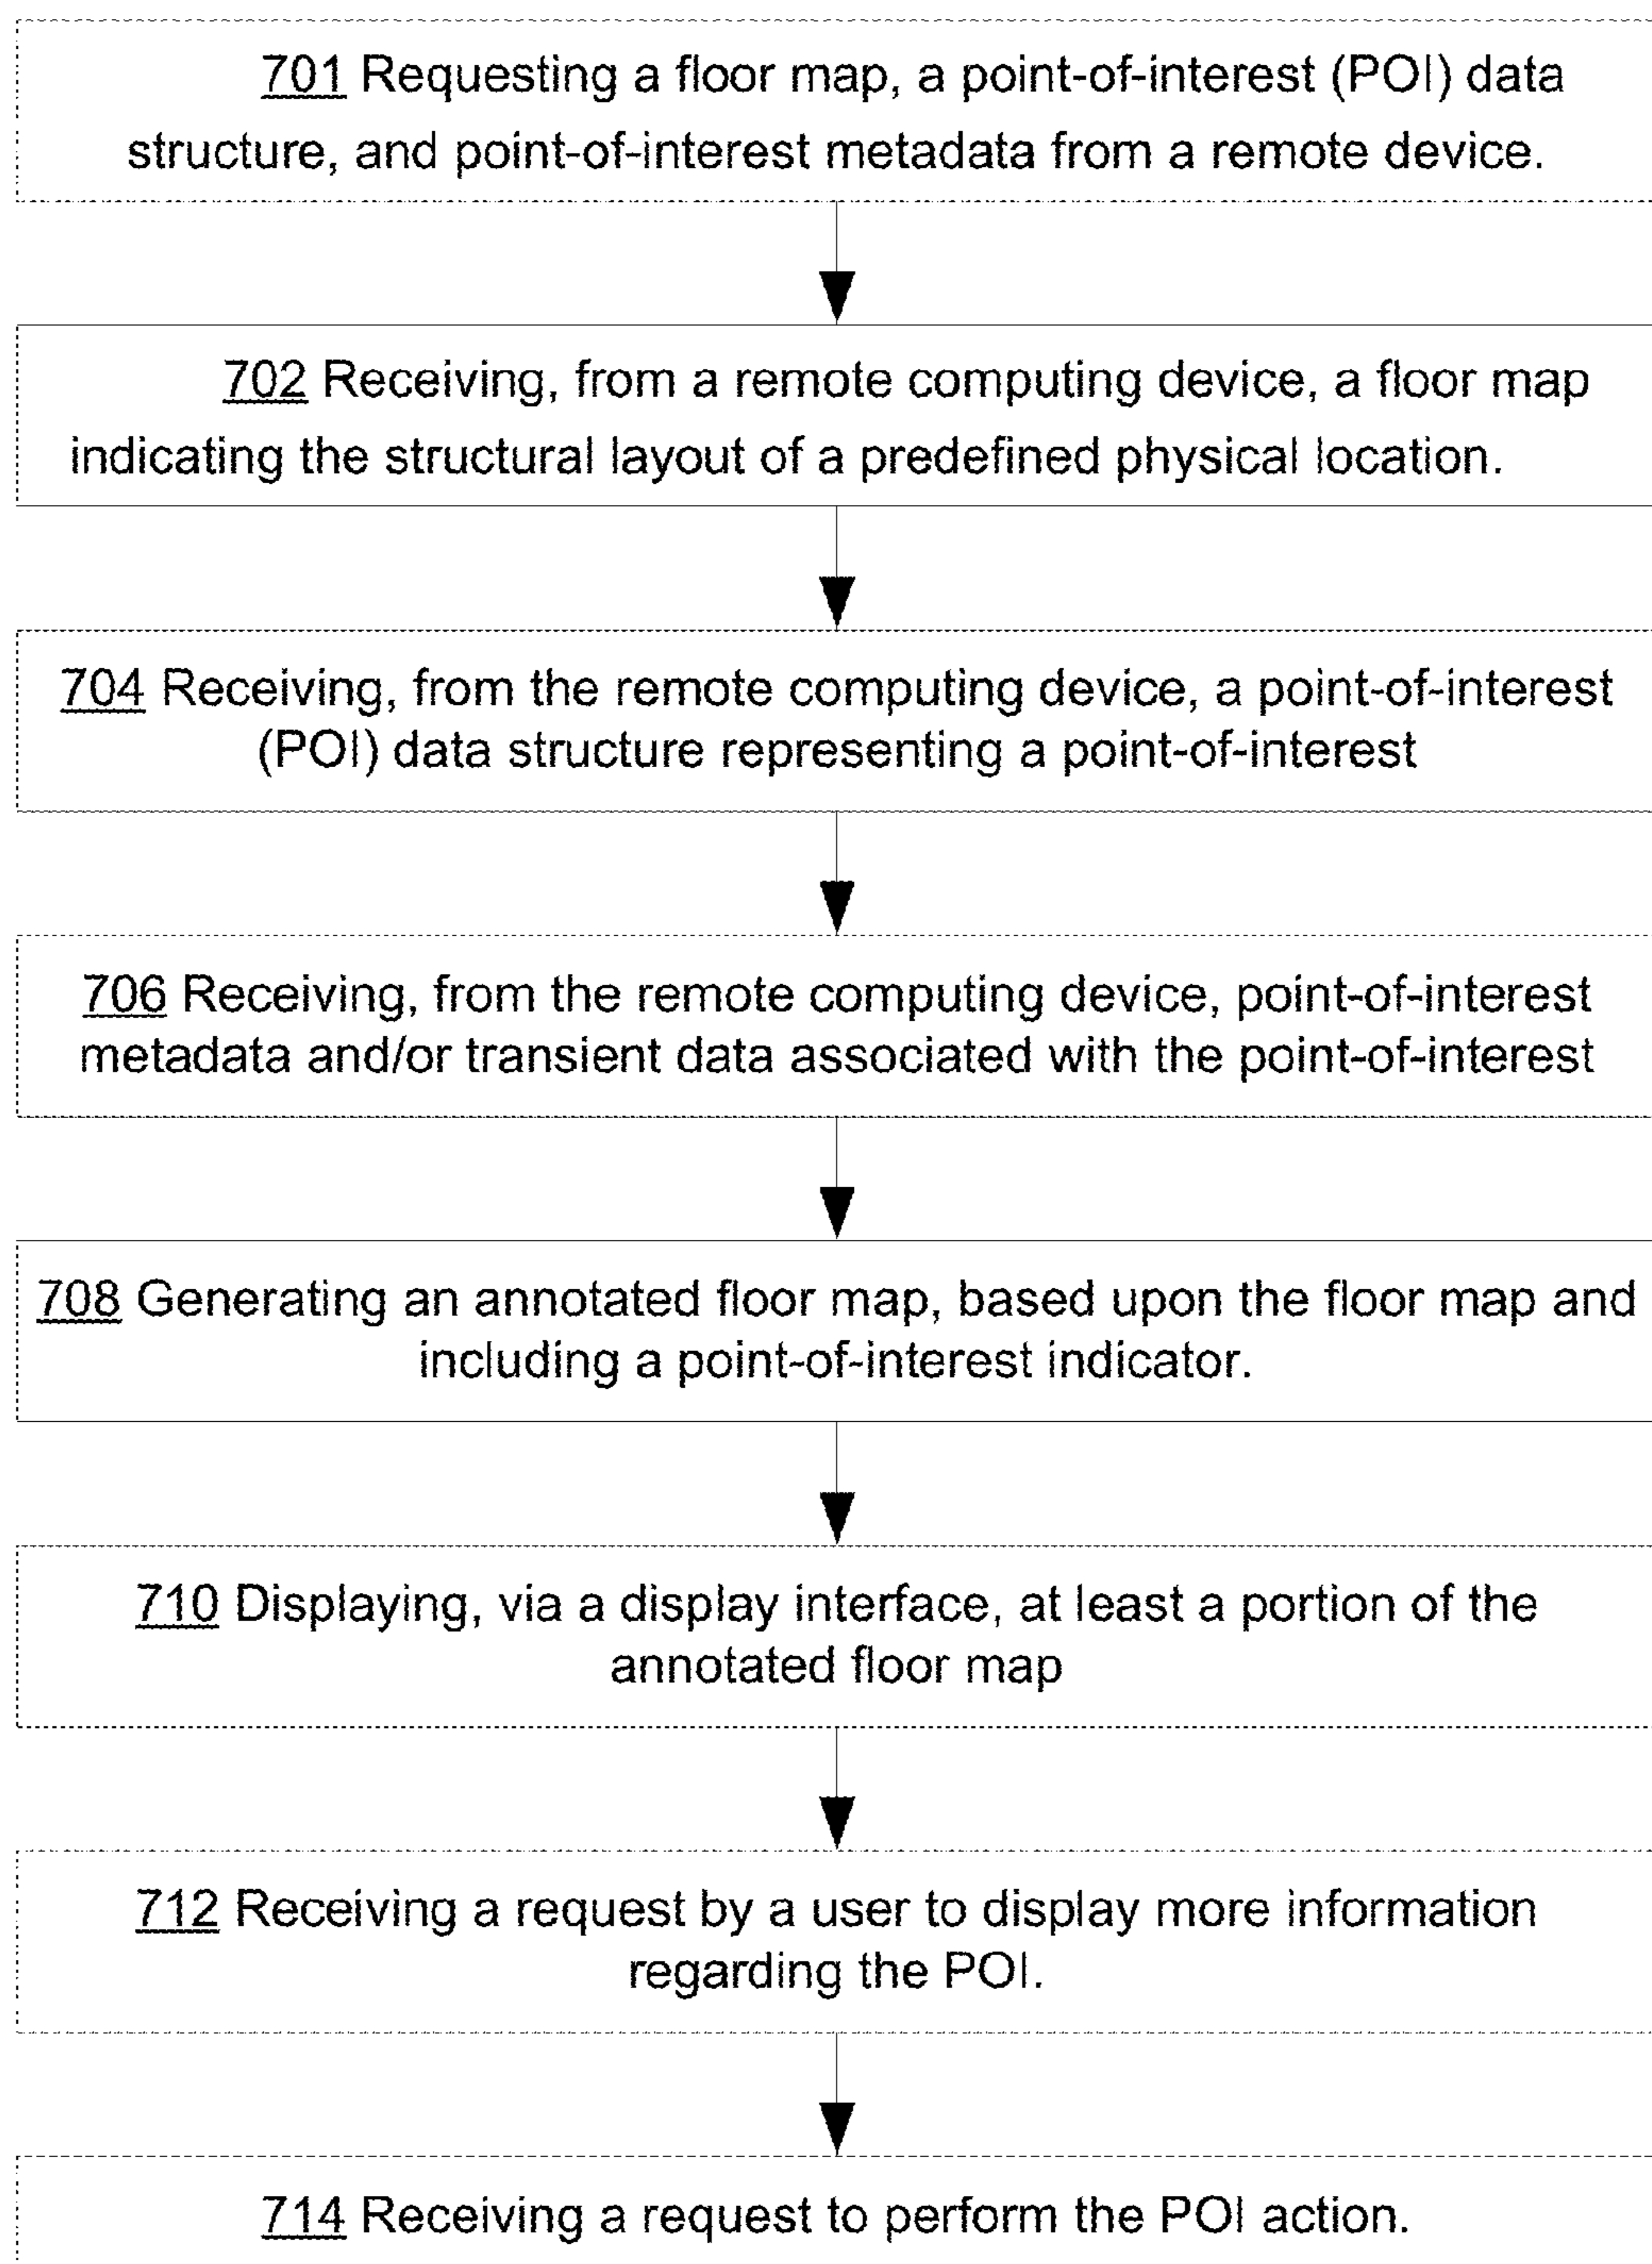 701 Requesting a floor map, a point-of-interest (POI) data
structure, and point-of-interest metadata from a remote device.
702 Receiving, from a remote computing device, a floor map
indicating the structural layout of a predefined physical location.
704 Receiving, from the remote computing device, a point-of-interest
(POI) data structure representing a point-of-interest
706 Receiving, from the remote computing device, point-of-interest
metadata and/or transient data associated with the point-of-interest
708 Generating an annotated floor map, based upon the floor map and
including a point-of-interest indicator.
710 Displaying, via a display interface, at least a portion of the
annotated floor map
712 Receiving a request by a user to display more information
regarding the POI.
714 Receiving a request to perform the POI action.